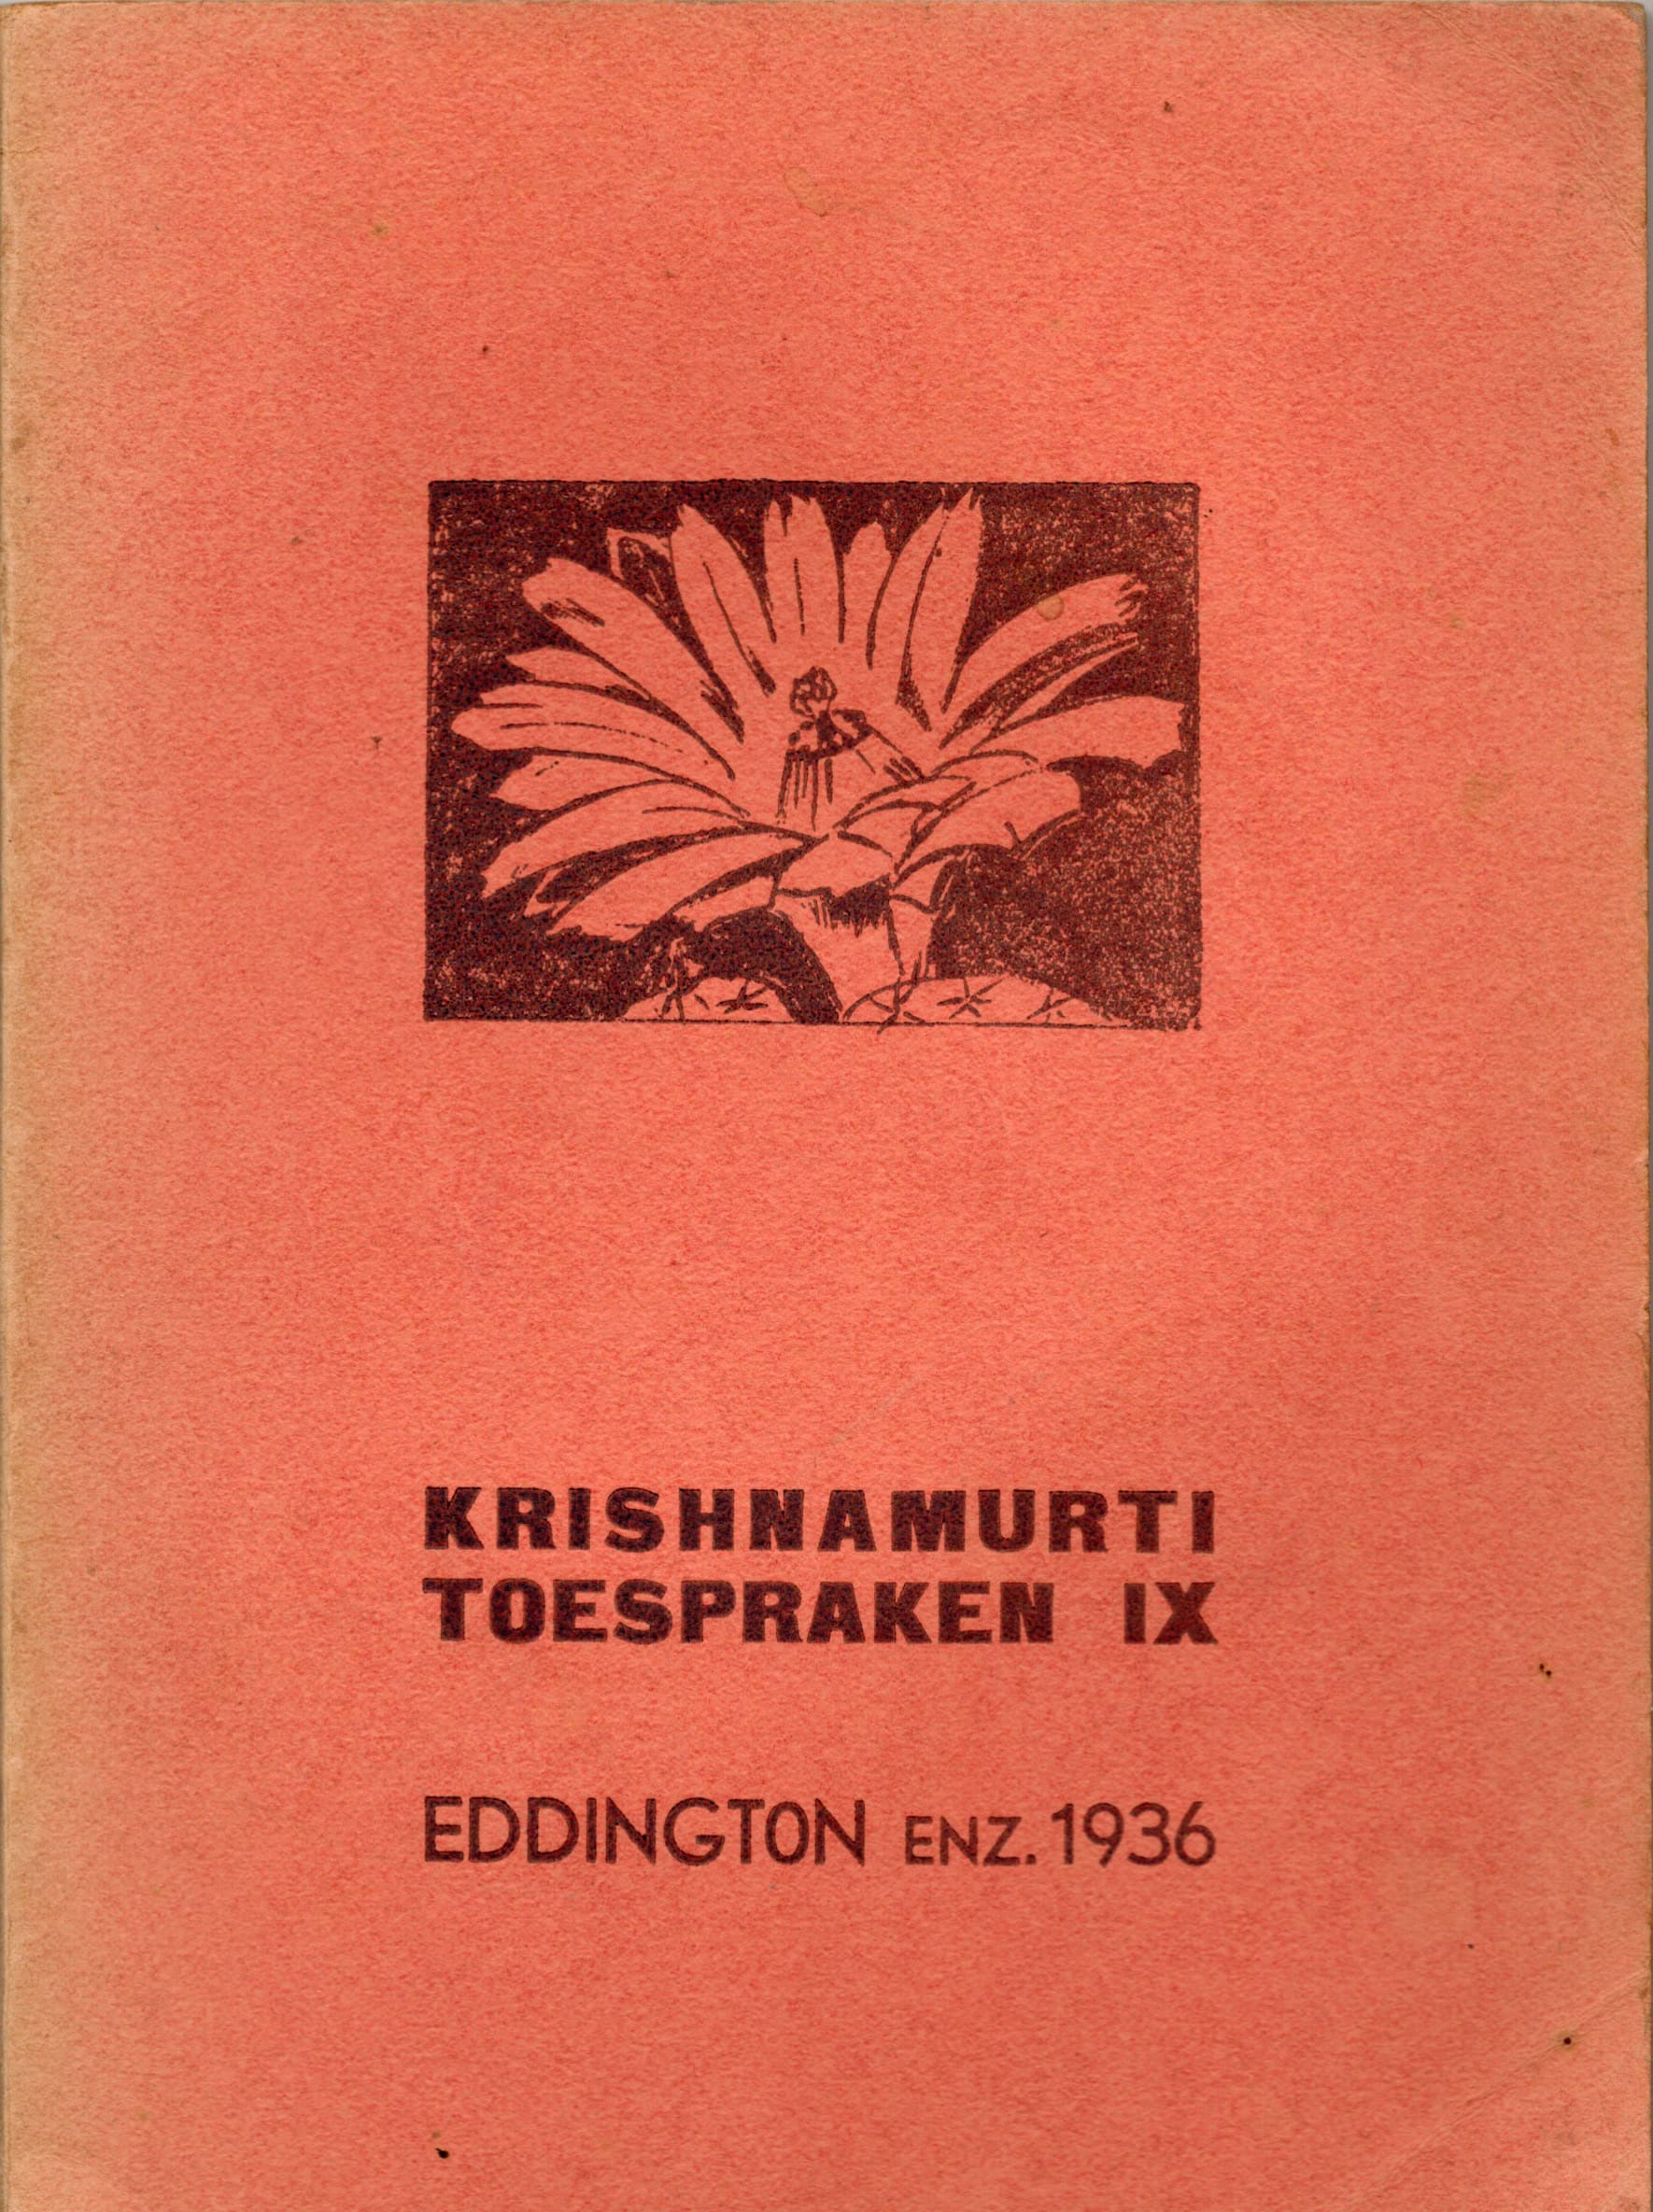 KRISHNAMURTI
TOESPRAKEN IX
EDDINGTON ENZ. 1936